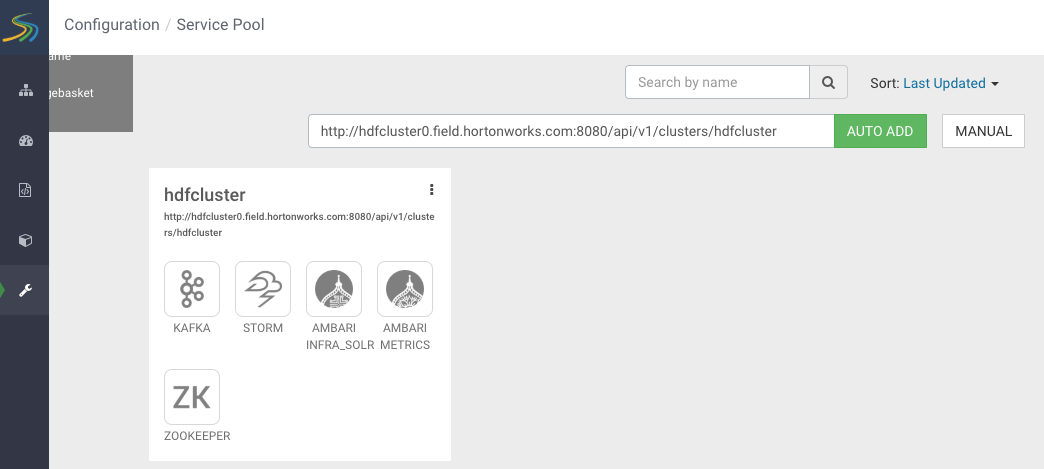 Configuration / Service Pool
gebasket
Search by name
Sort: Last Updated
http://hdfcluster0.field.hortonworks.com:8080/api/v1/clusters/hdfcluster
AUTO ADD
MANUAL
hdfcluster
http://hdfcluster0.field.hortonworks.com:8080/api/v1/cluste
rs/hdfcluster
KAFKA
STORM
AMBARI
INFRA_SOLR
AMBARI
METRICS
ZK
ZOOKEEPER